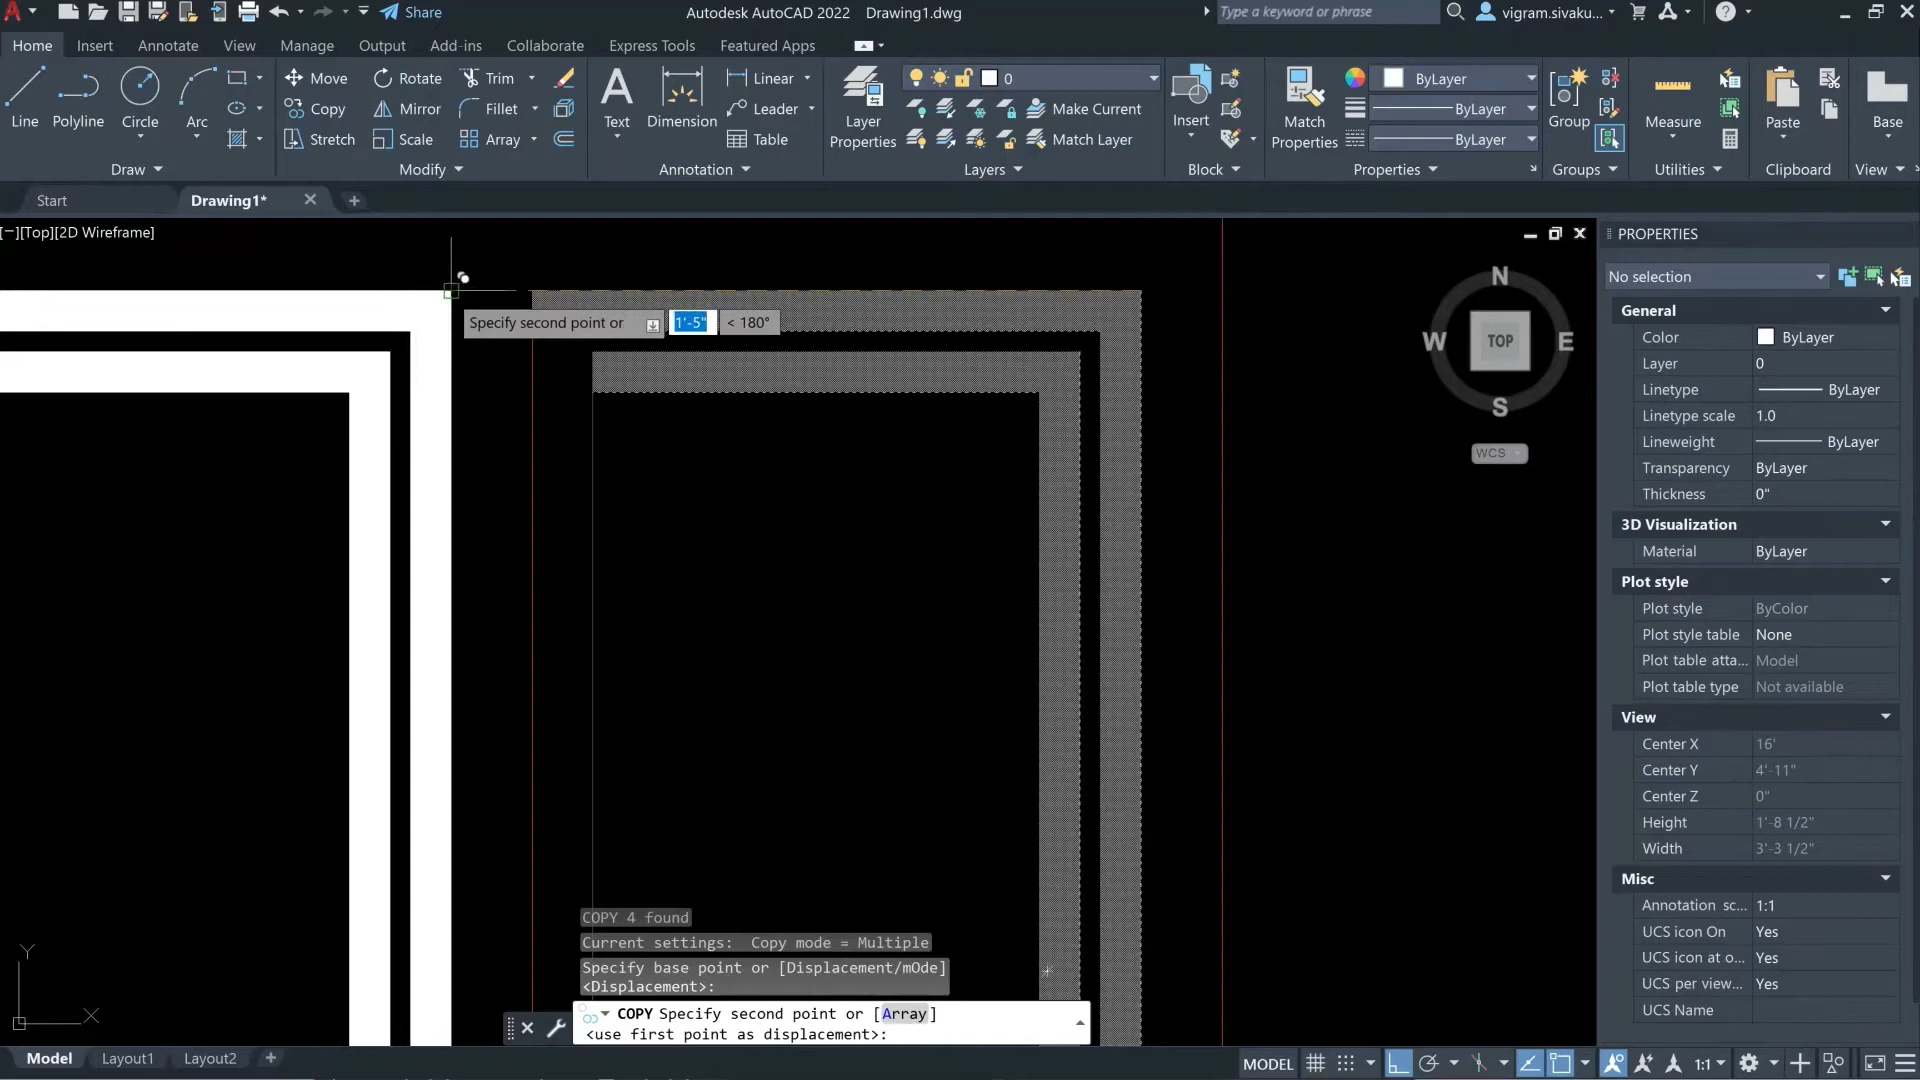 Share
Autodesk AutoCAD 2022 Drawing1.dwg
Type a keyword or phrase
vigram.sivaku...
Home Insert Annotate View Manage Output Add-ins Collaborate Express Tools Featured Apps
Move Rotate Trim Linear 0 ByLayer
Copy Mirror Fillet Leader Make Current ByLayer
Line Polyline Circle Arc Text Dimension Insert Group Measure Paste Base
Stretch Scale Array Table Layer Properties Match Layer Match Properties ByLayer
Draw Modify Annotation Layers Block Properties Groups Utilities Clipboard View
Start Drawing1*
[−][Top][2D Wireframe]
PROPERTIES
No selection
General
Color ByLayer
Layer 0
Linetype ByLayer
Linetype scale 1.0
Lineweight ByLayer
Transparency ByLayer
Thickness 0"
3D Visualization
Material ByLayer
Plot style
Plot style ByColor
Plot style table None
Plot table atta... Model
Plot table type Not available
View
Center X 16'
Center Y 4'-11"
Center Z 0"
Height 1'-8 1/2"
Width 3'-3 1/2"
Misc
Annotation sc... 1:1
UCS icon On Yes
UCS icon at o... Yes
UCS per view... Yes
UCS Name
N
W TOP E
S
WCS
Specify second point or 1'-5" < 180°
COPY 4 found
Current settings: Copy mode = Multiple
Specify base point or [Displacement/mOde]
<Displacement>:
COPY Specify second point or [Array]
<use first point as displacement>:
Y
X
Model Layout1 Layout2
MODEL 1:1